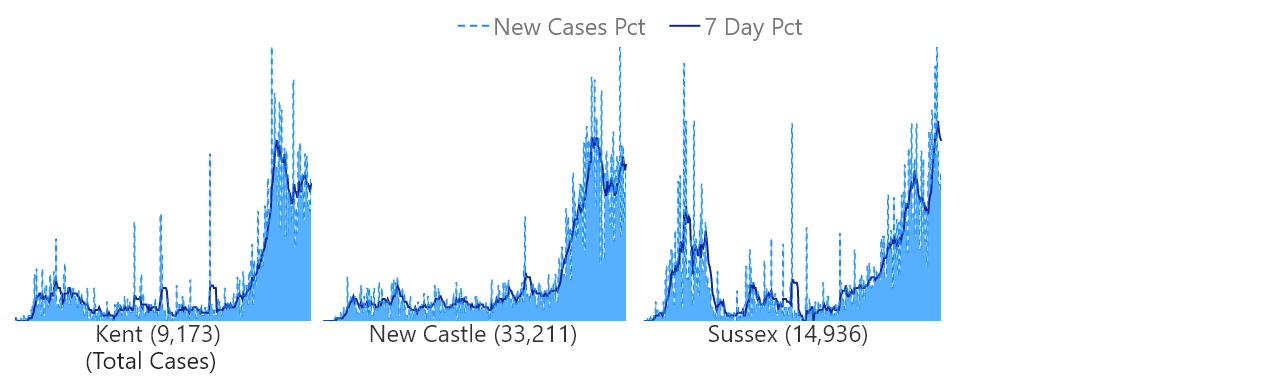 New Cases Pct 7 Day Pct
Kent (9,173) New Castle (33,211) Sussex (14,936)
(Total Cases)